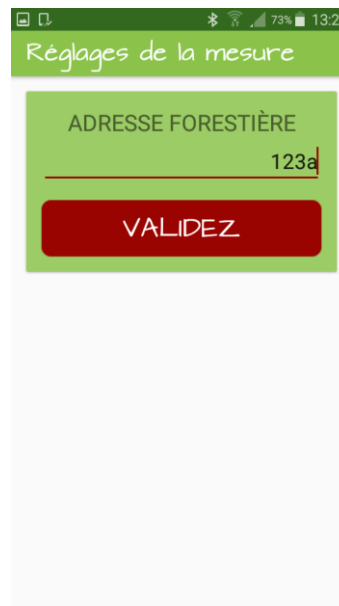 73% 13:2
Réglages de la mesure
ADRESSE FORESTIÈRE
123a
VALIDEZ